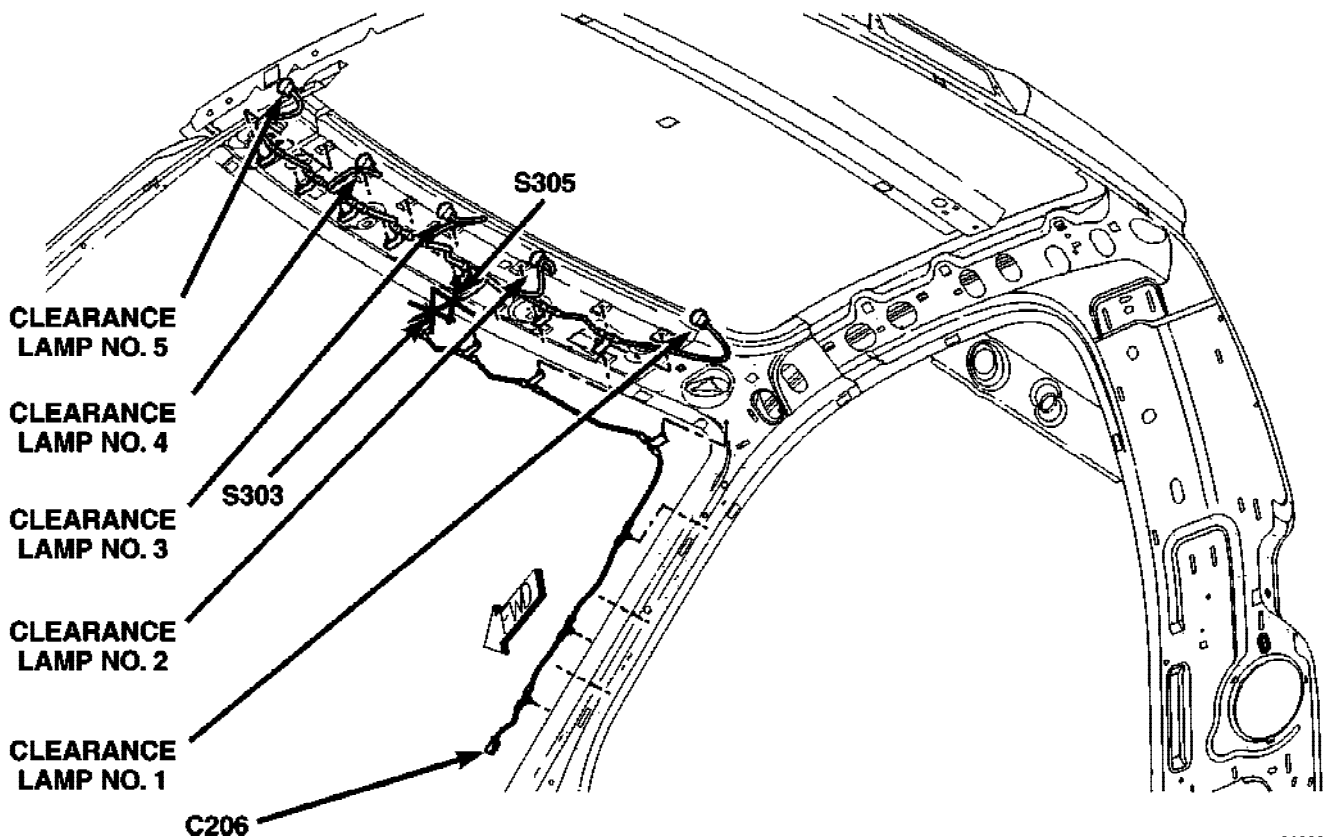 S305
CLEARANCE
LAMP NO. 5
CLEARANCE
LAMP NO. 4
S303
CLEARANCE
LAMP NO. 3
CLEARANCE
LAMP NO. 2
FWD
CLEARANCE
LAMP NO. 1
C206